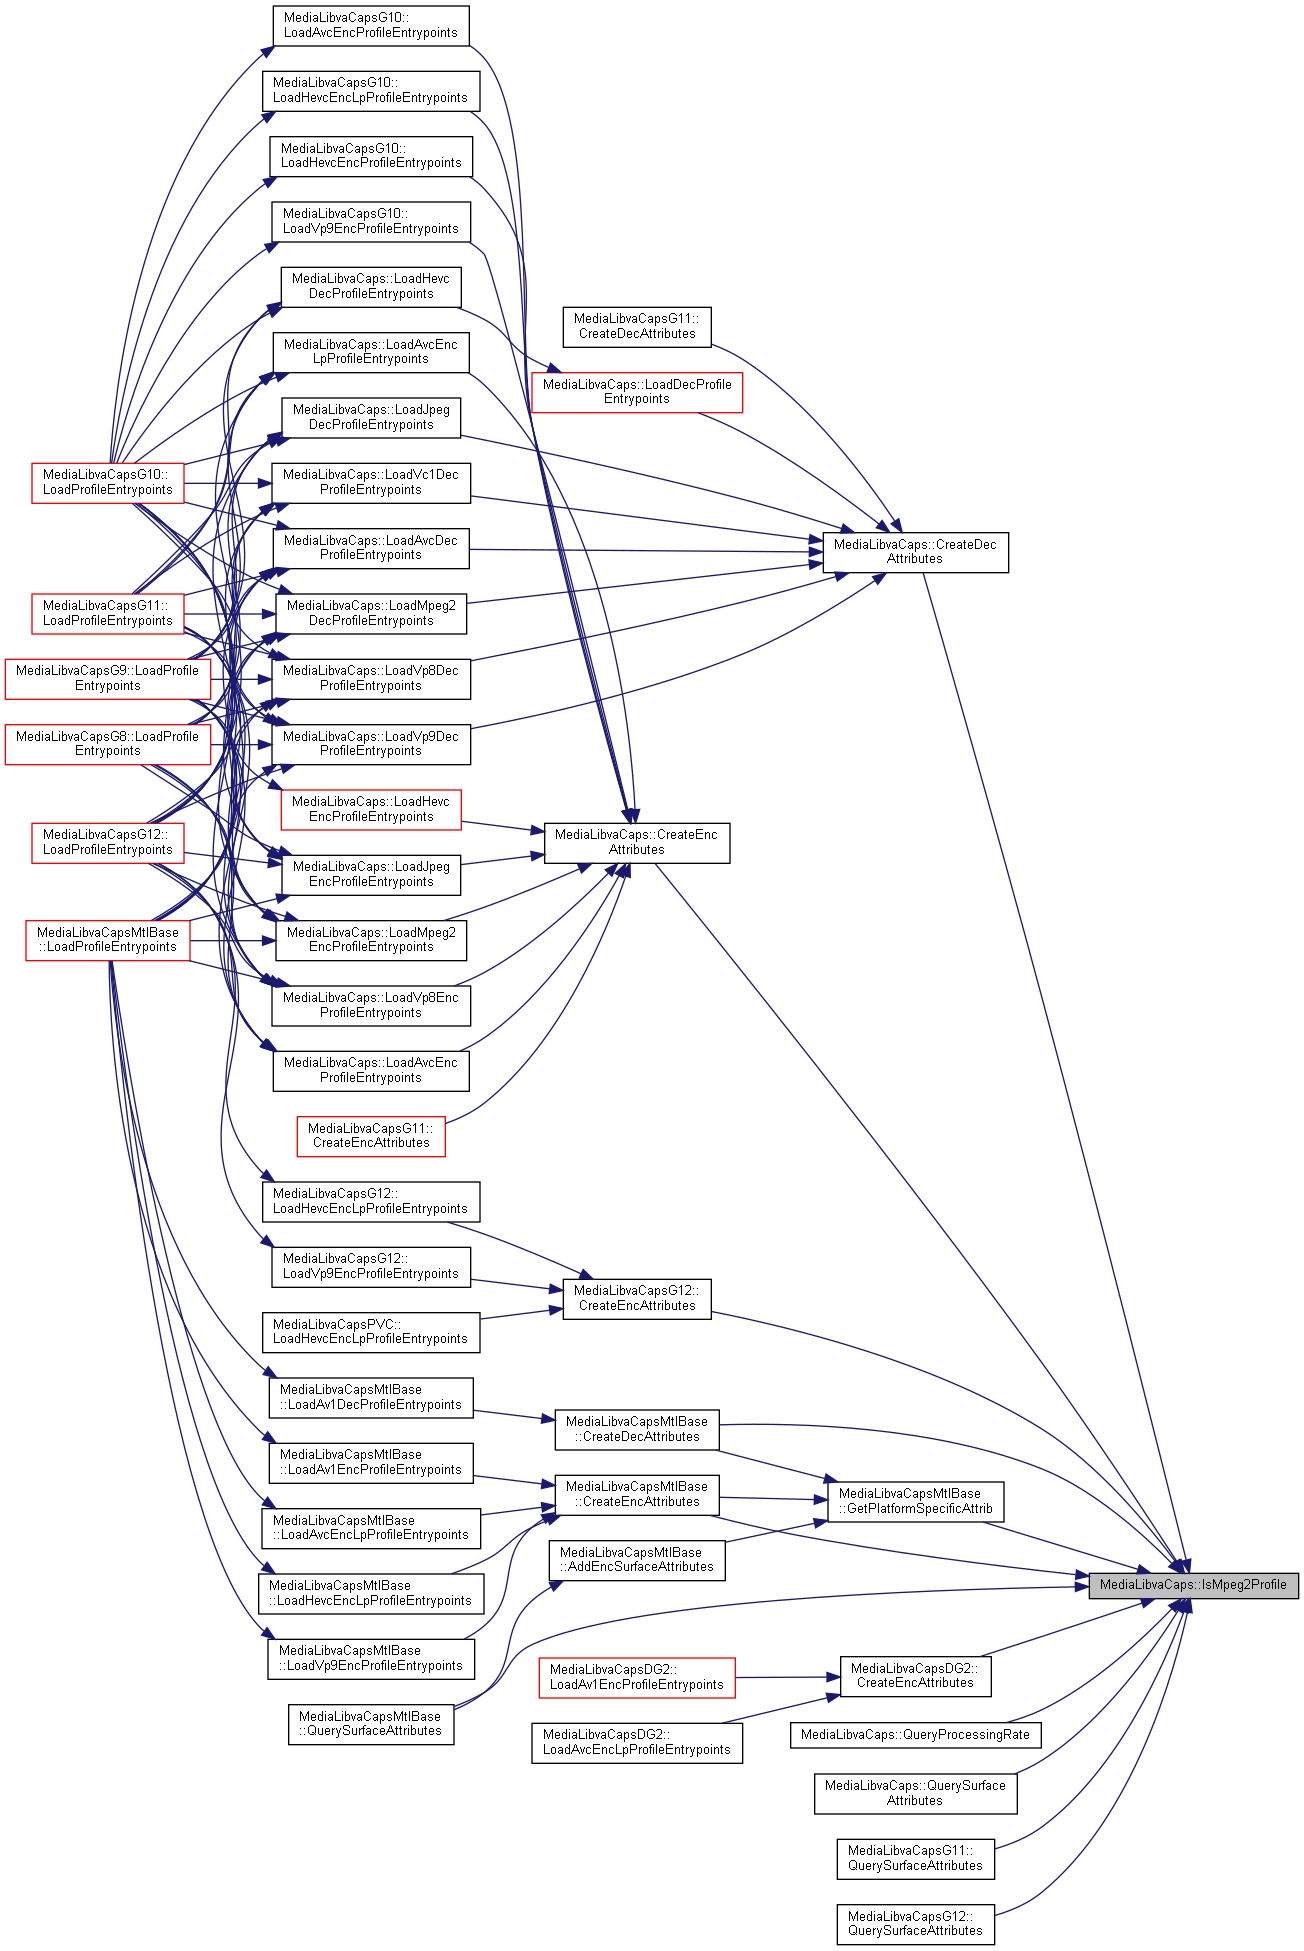 MediaLibvaCapsG10::
LoadAvcEncProfileEntrypoints
MediaLibvaCapsG10::
LoadHevcEncLpProfileEntrypoints
MediaLibvaCapsG10::
LoadHevcEncProfileEntrypoints
MediaLibvaCapsG10::
LoadVp9EncProfileEntrypoints
MediaLibvaCaps::LoadHevc
DecProfileEntrypoints
MediaLibvaCapsG11::
CreateDecAttributes
MediaLibvaCaps::LoadAvcEnc
LpProfileEntrypoints
MediaLibvaCaps::LoadDecProfile
Entrypoints
MediaLibvaCaps::LoadJpeg
DecProfileEntrypoints
MediaLibvaCapsG10::
LoadProfileEntrypoints
MediaLibvaCaps::LoadVc1Dec
ProfileEntrypoints
MediaLibvaCaps::LoadAvcDec
ProfileEntrypoints
MediaLibvaCaps::CreateDec
Attributes
MediaLibvaCapsG11::
LoadProfileEntrypoints
MediaLibvaCaps::LoadMpeg2
DecProfileEntrypoints
MediaLibvaCapsG9::LoadProfile
Entrypoints
MediaLibvaCaps::LoadVp8Dec
ProfileEntrypoints
MediaLibvaCapsG8::LoadProfile
Entrypoints
MediaLibvaCaps::LoadVp9Dec
ProfileEntrypoints
MediaLibvaCaps::LoadHevc
EncProfileEntrypoints
MediaLibvaCapsG12::
LoadProfileEntrypoints
MediaLibvaCaps::CreateEnc
Attributes
MediaLibvaCaps::LoadJpeg
EncProfileEntrypoints
MediaLibvaCapsMtlBase
::LoadProfileEntrypoints
MediaLibvaCaps::LoadMpeg2
EncProfileEntrypoints
MediaLibvaCaps::LoadVp8Enc
ProfileEntrypoints
MediaLibvaCaps::LoadAvcEnc
ProfileEntrypoints
MediaLibvaCapsG11::
CreateEncAttributes
MediaLibvaCapsG12::
LoadHevcEncLpProfileEntrypoints
MediaLibvaCapsG12::
LoadVp9EncProfileEntrypoints
MediaLibvaCapsG12::
CreateEncAttributes
MediaLibvaCapsPVC::
LoadHevcEncLpProfileEntrypoints
MediaLibvaCapsMtlBase
::LoadAv1DecProfileEntrypoints
MediaLibvaCapsMtlBase
::CreateDecAttributes
MediaLibvaCapsMtlBase
::LoadAv1EncProfileEntrypoints
MediaLibvaCapsMtlBase
::CreateEncAttributes
MediaLibvaCapsMtlBase
::GetPlatformSpecificAttrib
MediaLibvaCapsMtlBase
::LoadAvcEncLpProfileEntrypoints
MediaLibvaCapsMtlBase
::AddEncSurfaceAttributes
MediaLibvaCaps::IsMpeg2Profile
MediaLibvaCapsMtlBase
::LoadHevcEncLpProfileEntrypoints
MediaLibvaCapsMtlBase
::LoadVp9EncProfileEntrypoints
MediaLibvaCapsDG2::
LoadAv1EncProfileEntrypoints
MediaLibvaCapsDG2::
CreateEncAttributes
MediaLibvaCapsMtlBase
::QuerySurfaceAttributes
MediaLibvaCapsDG2::
LoadAvcEncLpProfileEntrypoints
MediaLibvaCaps::QueryProcessingRate
MediaLibvaCaps::QuerySurface
Attributes
MediaLibvaCapsG11::
QuerySurfaceAttributes
MediaLibvaCapsG12::
QuerySurfaceAttributes